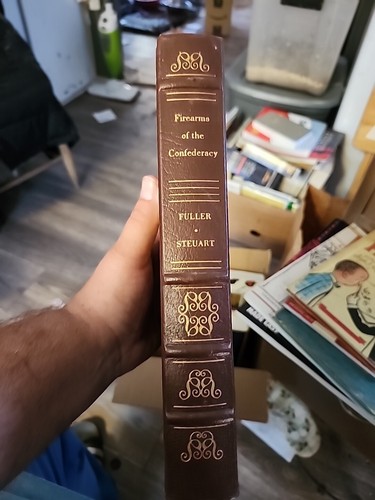 Firearms
of the
Confederacy
FULLER
•
STEUART